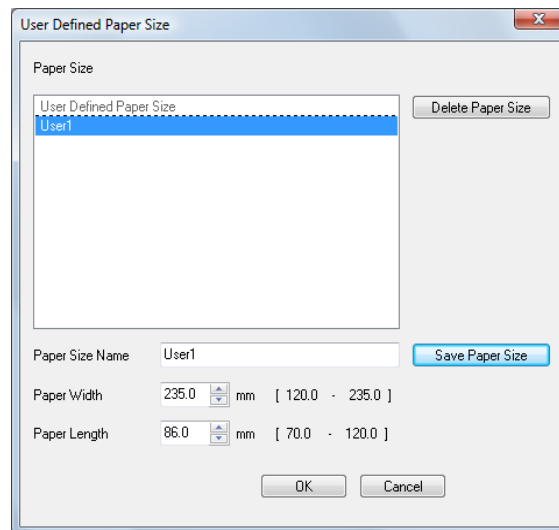 User Defined Paper Size
Paper Size
User Defined Paper Size
Delete Paper Size
User1
Paper Size Name User1 Save Paper Size
Paper Width 235.0 mm [ 120.0 - 235.0 ]
Paper Length 86.0 mm [ 70.0 - 120.0 ]
OK Cancel